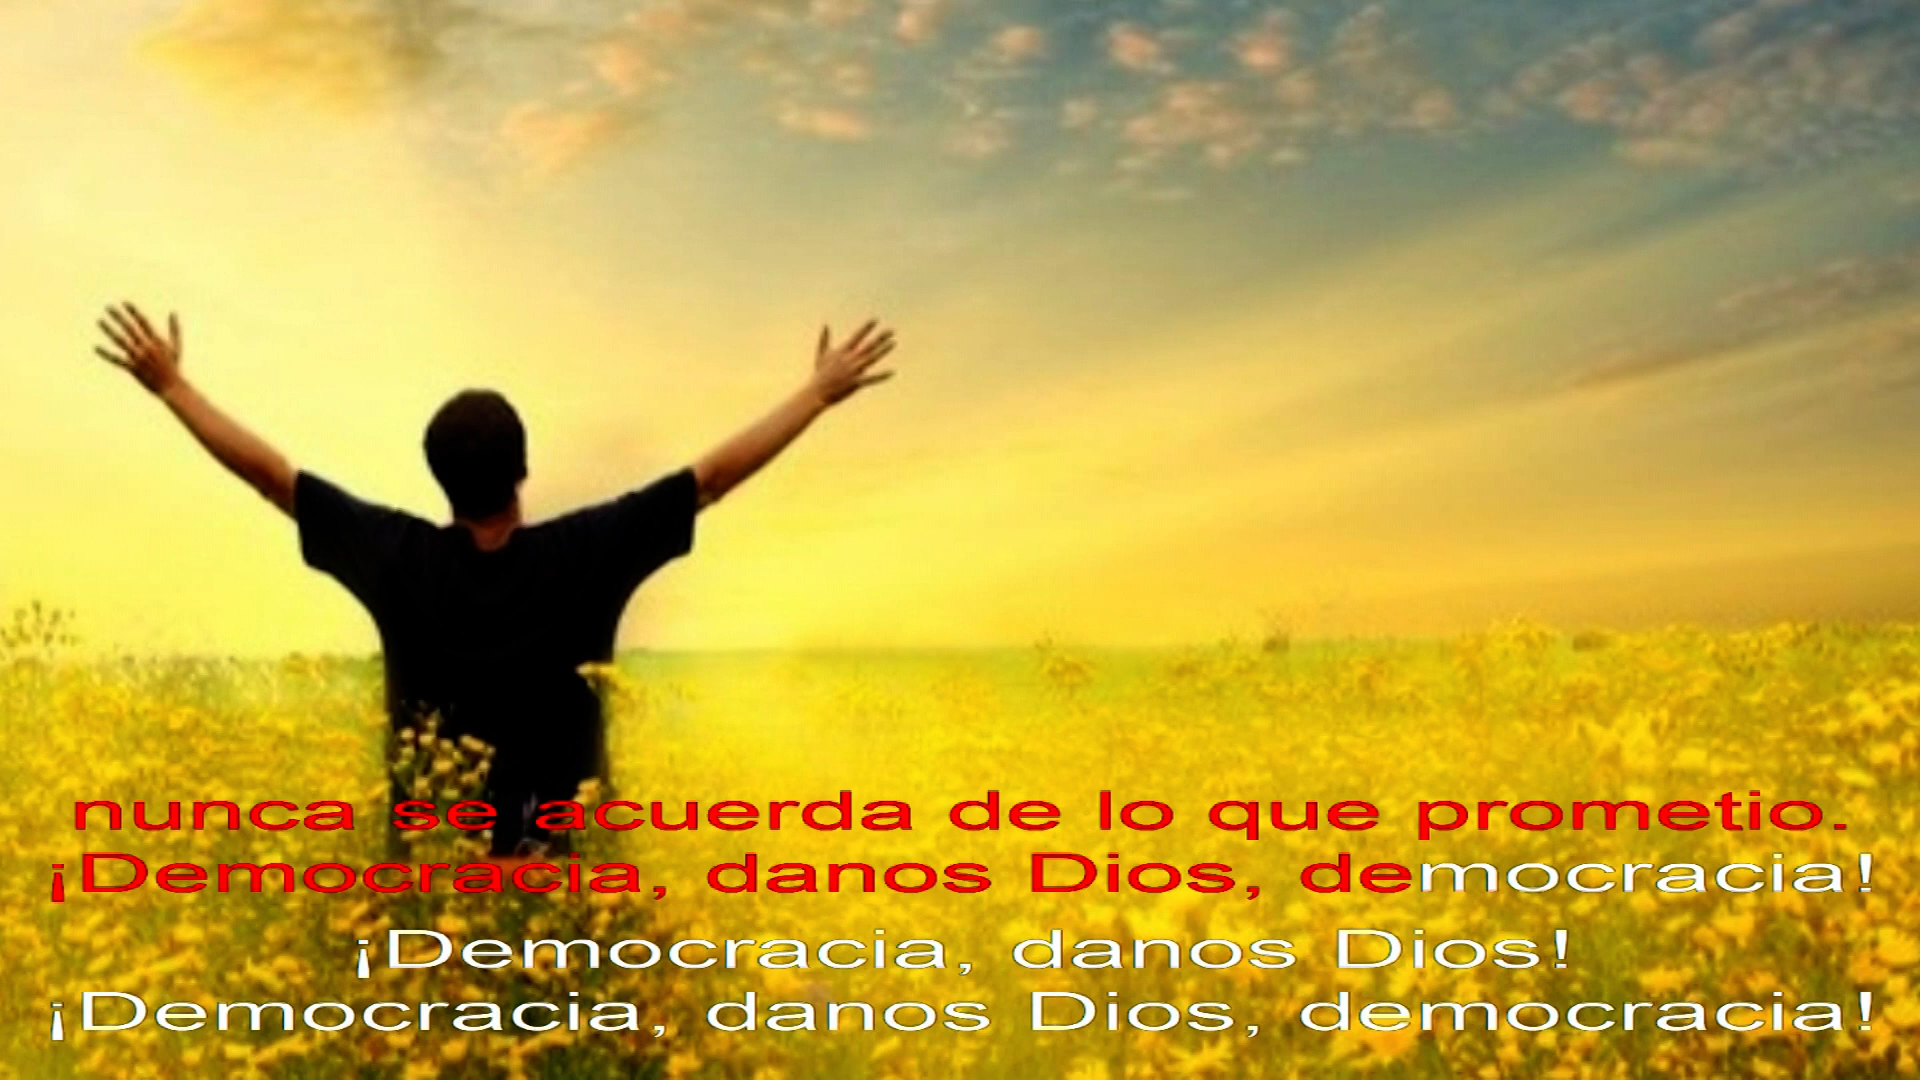 nunca se acuerda de lo que prometio.
¡Democracia, danos Dios, democracia!
¡Democracia, danos Dios!
¡Democracia, danos Dios, democracia!